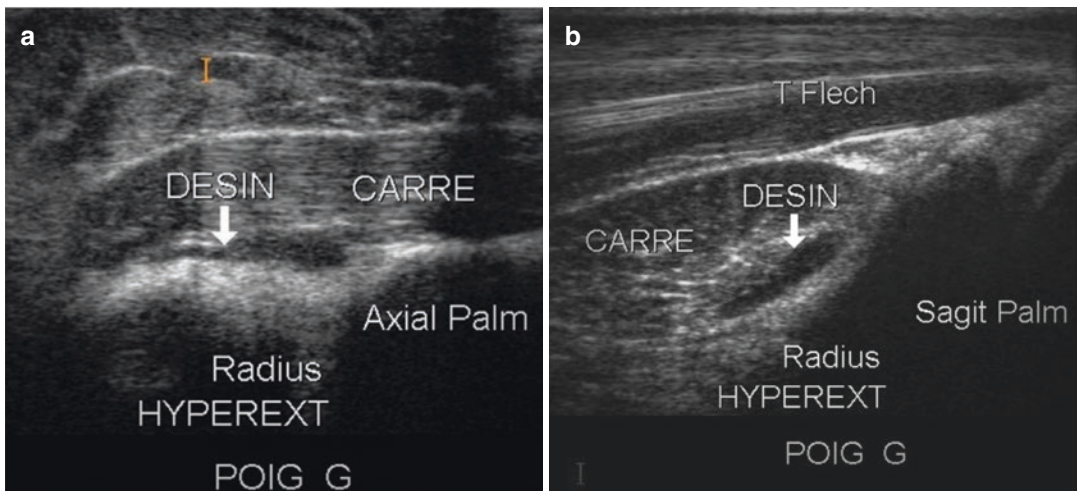 a
I
DESIN
CARRE
Axial Palm
Radius
HYPEREXT
POIG G
b
T Flech
DESIN
CARRE
Sagit Palm
Radius
HYPEREXT
POIG G
I